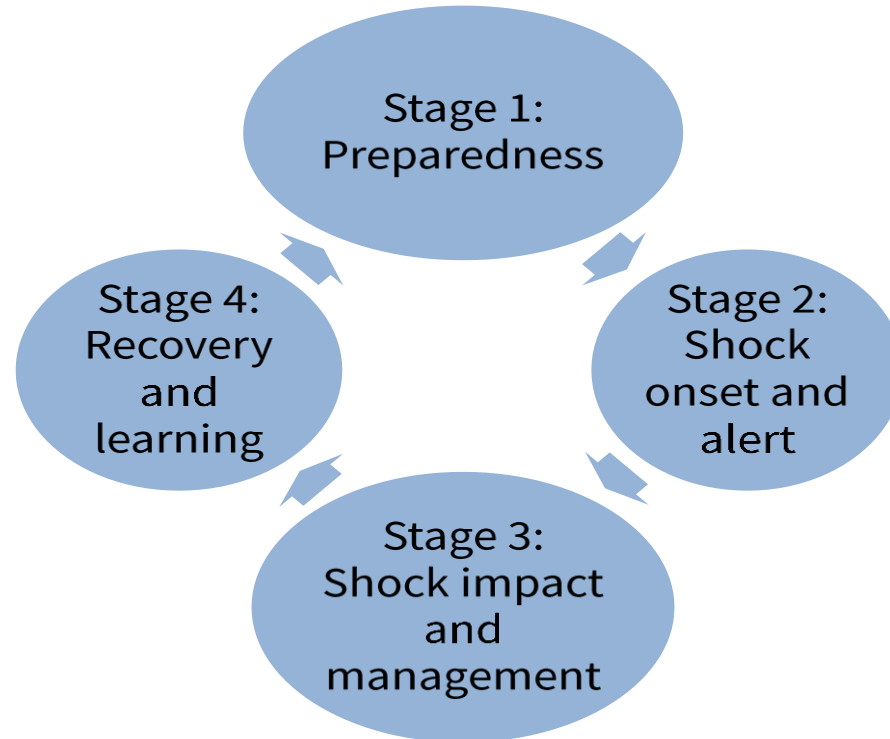 Stage 1:
Preparedness
Stage 2:
Shock
onset and
alert
Stage 3:
Shock impact
and
management
Stage 4:
Recovery
and
learning